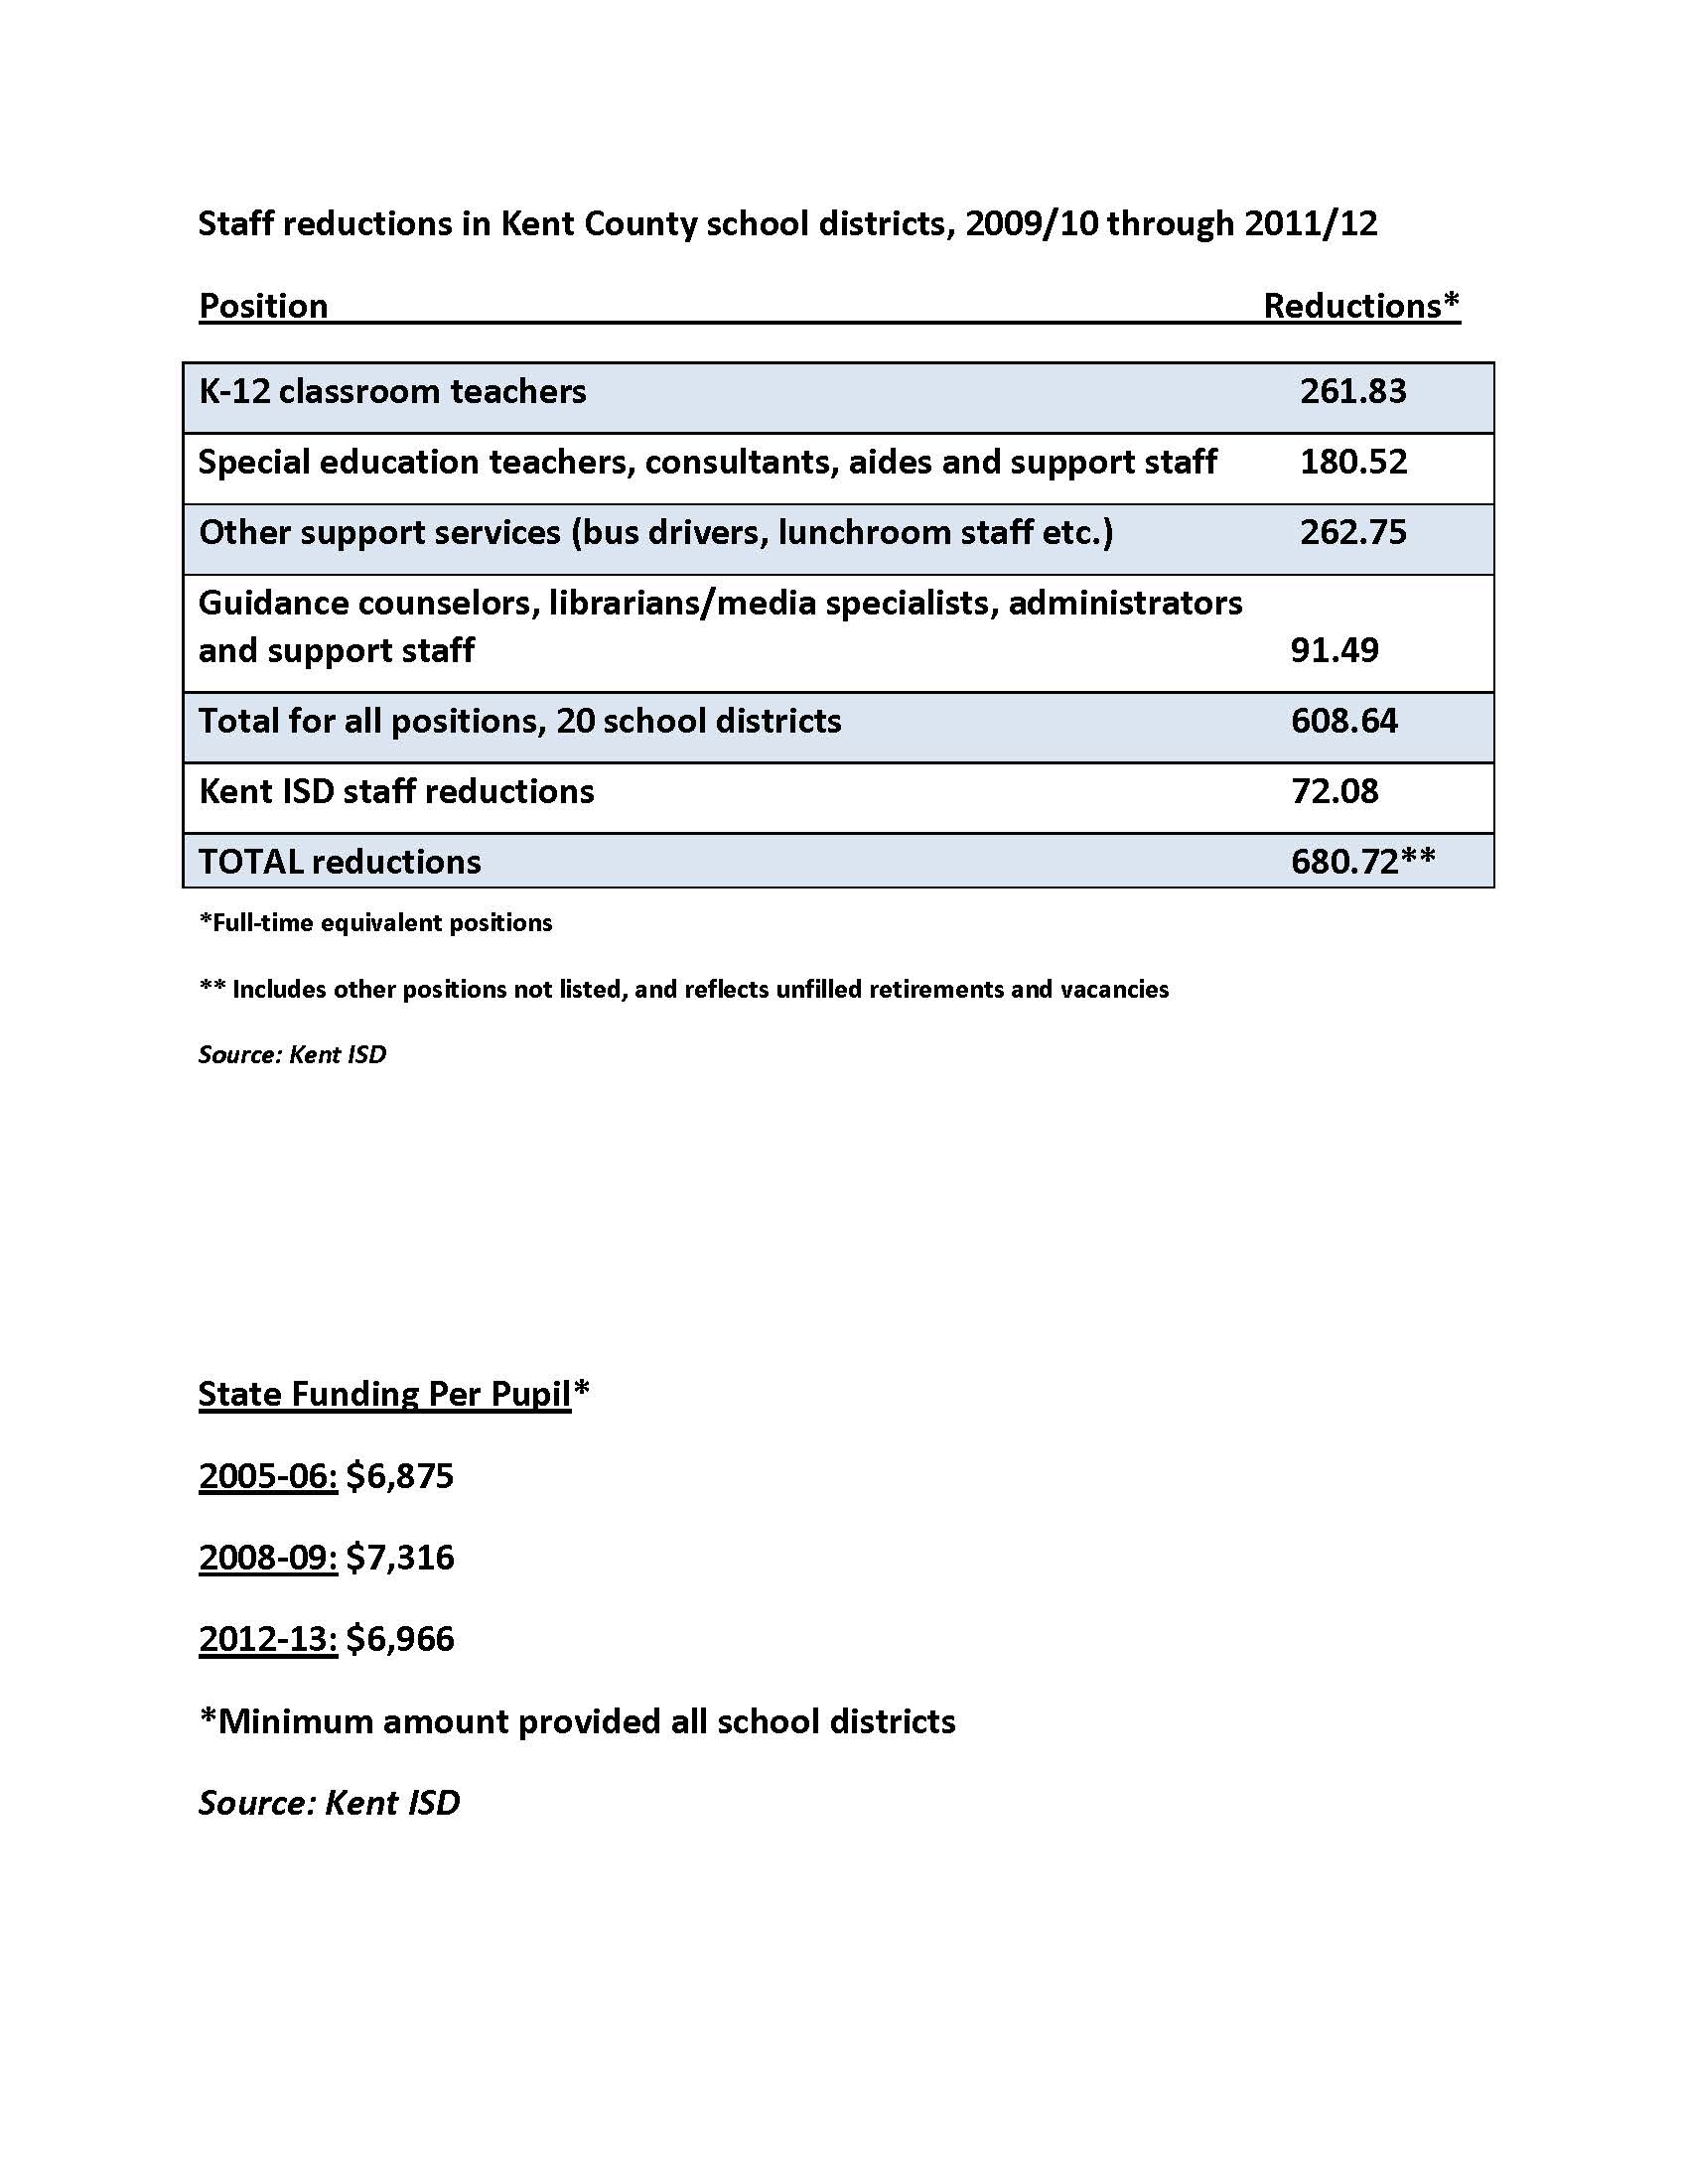 Staff reductions in Kent County school districts, 2009/10 through 2011/12
Position Reductions*
K-12 classroom teachers 261.83
Special education teachers, consultants, aides and support staff 180.52
Other support services (bus drivers, lunchroom staff etc.) 262.75
Guidance counselors, librarians/media specialists, administrators
and support staff 91.49
Total for all positions, 20 school districts 608.64
Kent ISD staff reductions 72.08
TOTAL reductions 680.72**
*Full-time equivalent positions
** Includes other positions not listed, and reflects unfilled retirements and vacancies
Source: Kent ISD
State Funding Per Pupil*
2005-06: $6,875
2008-09: $7,316
2012-13: $6,966
*Minimum amount provided all school districts
Source: Kent ISD